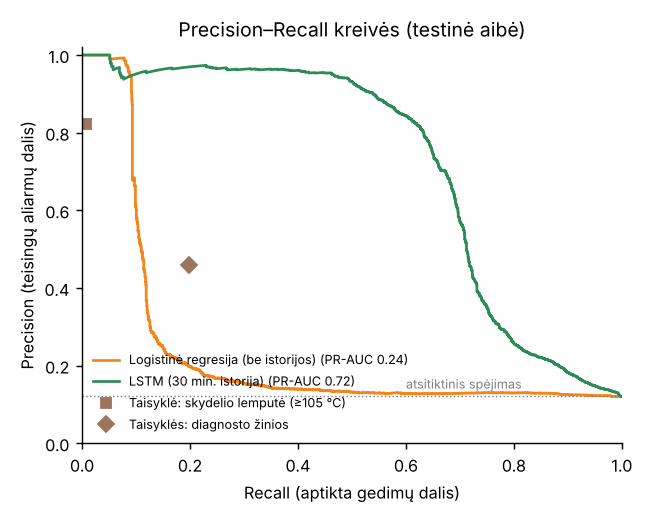 Precision–Recall kreivės (testinė aibė)
Precision (teisingų aliarmų dalis)
1.0
0.8
0.6
0.4
0.2
0.0
Logistinė regresija (be istorijos) (PR-AUC 0.24)
LSTM (30 min. istorija) (PR-AUC 0.72)
Taisyklė: skydelio lemputė (≥105 °C)
Taisyklės: diagnosto žinios
atsitiktinis spėjimas
0.0 0.2 0.4 0.6 0.8 1.0
Recall (aptikta gedimų dalis)